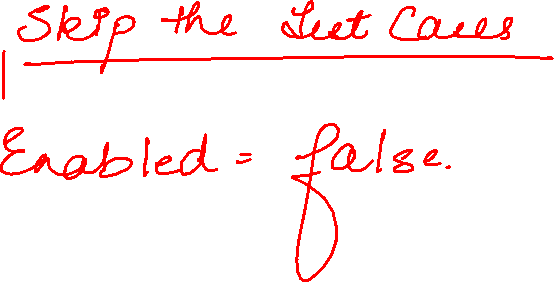 Skip the Test Cases
Enabled = false.